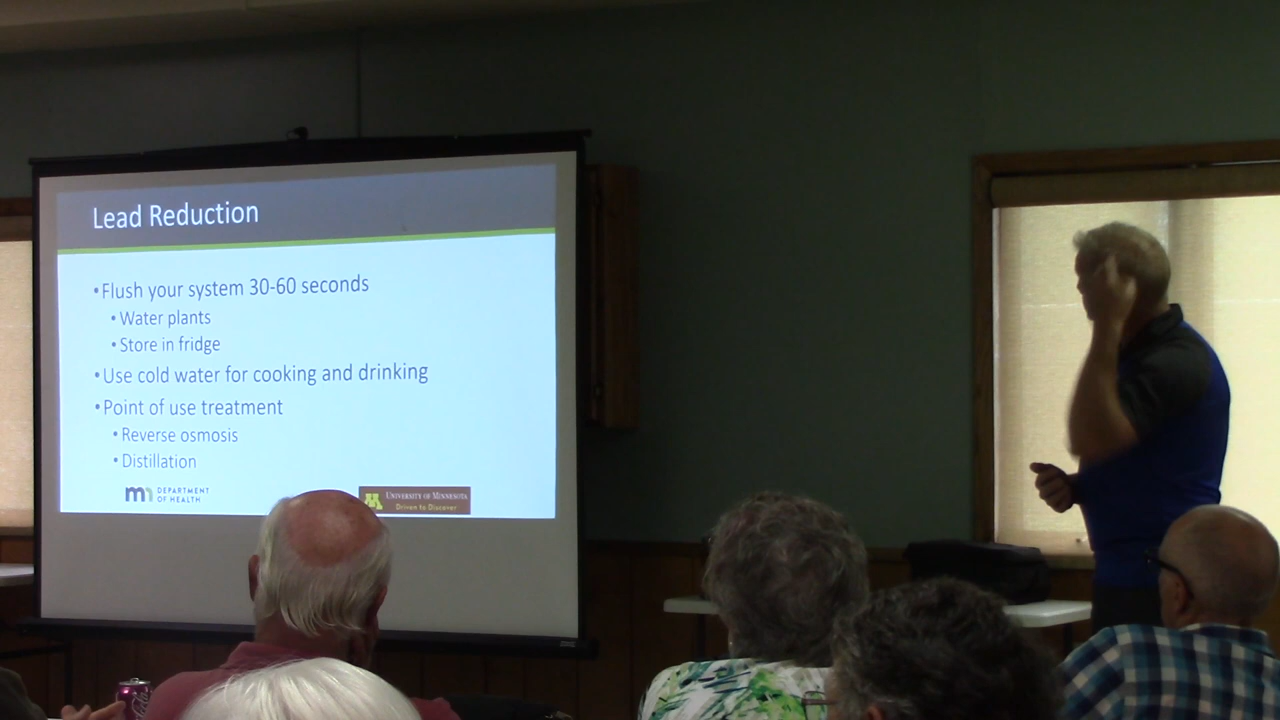 Lead Reduction
•Flush your system 30-60 seconds
•Water plants
•Store in fridge
•Use cold water for cooking and drinking
•Point of use treatment
•Reverse osmosis
•Distillation
mn DEPARTMENT
OF HEALTH
M UNIVERSITY OF MINNESOTA
Driven to Discover